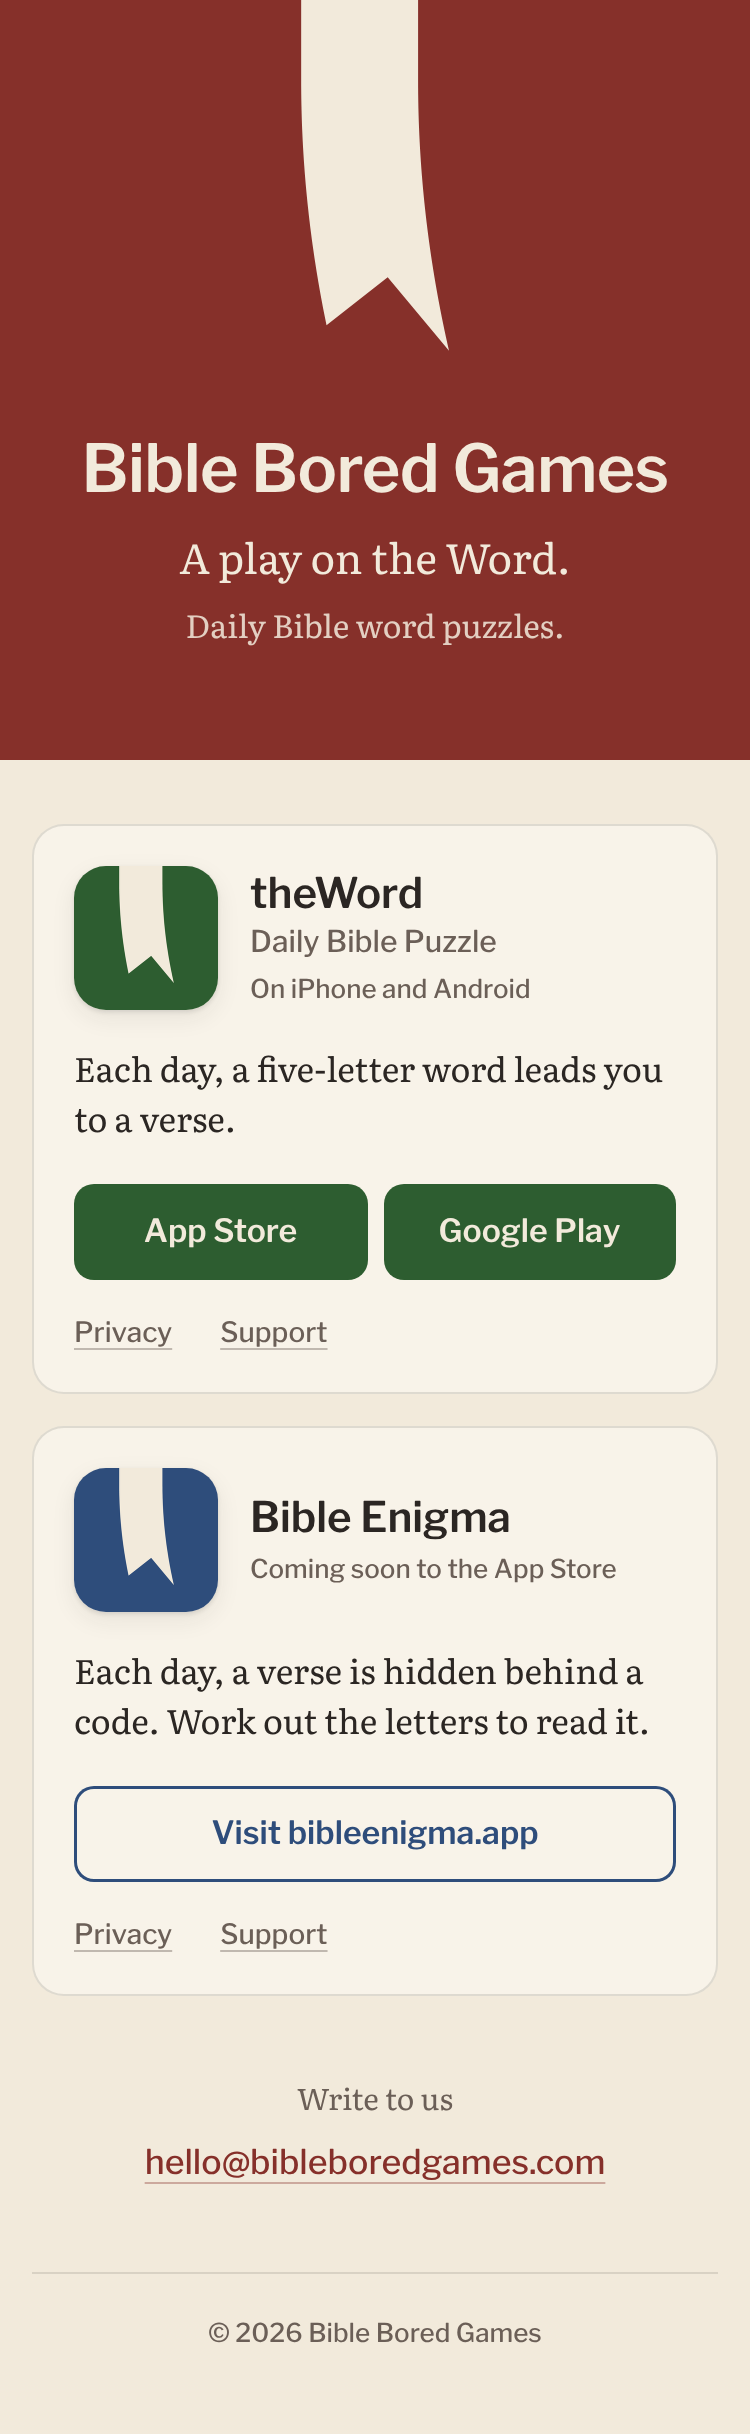 Bible Bored Games
A play on the Word.
Daily Bible word puzzles.
theWord
Daily Bible Puzzle
On iPhone and Android
Each day, a five-letter word leads you
to a verse.
App Store
Google Play
Privacy
Support
Bible Enigma
Coming soon to the App Store
Each day, a verse is hidden behind a
code. Work out the letters to read it.
Visit bibleenigma.app
Privacy
Support
Write to us
hello@bibleboredgames.com
© 2026 Bible Bored Games